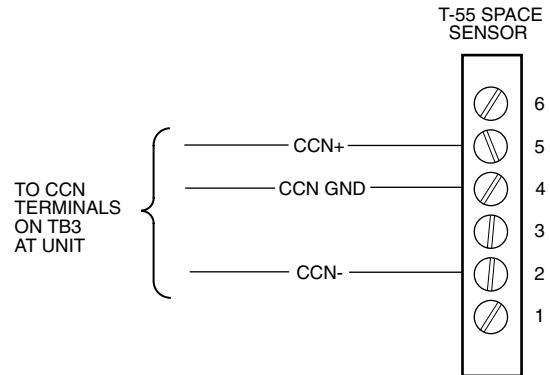 T-55 SPACE
SENSOR
6
CCN+
5
CCN GND
4
TO CCN
TERMINALS
ON TB3
AT UNIT
3
CCN-
2
1